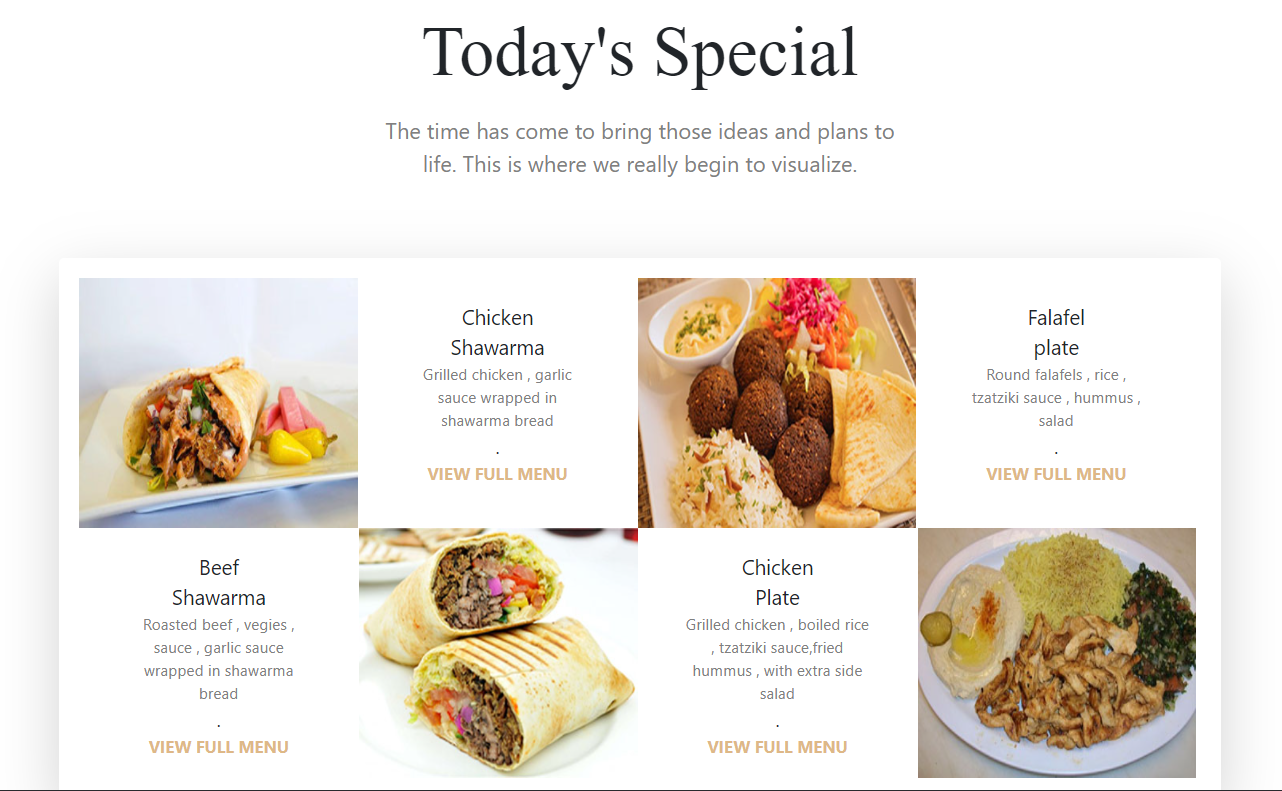 Today's Special
The time has come to bring those ideas and plans to
life. This is where we really begin to visualize.
Chicken
Shawarma
Grilled chicken , garlic
sauce wrapped in
shawarma bread
.
VIEW FULL MENU
Falafel
plate
Round falafels , rice ,
tzatziki sauce , hummus ,
salad
.
VIEW FULL MENU
Beef
Shawarma
Roasted beef , vegies ,
sauce , garlic sauce
wrapped in shawarma
bread
.
VIEW FULL MENU
Chicken
Plate
Grilled chicken , boiled rice
, tzatziki sauce,fried
hummus , with extra side
salad
.
VIEW FULL MENU